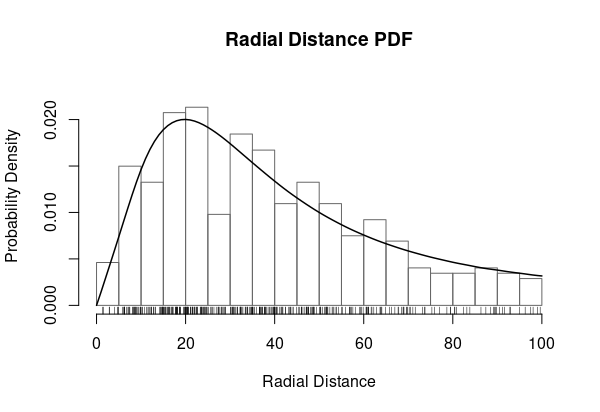 Radial Distance PDF
Probability Density
0.020
0.010
0.000
0 20 40 60 80 100
Radial Distance